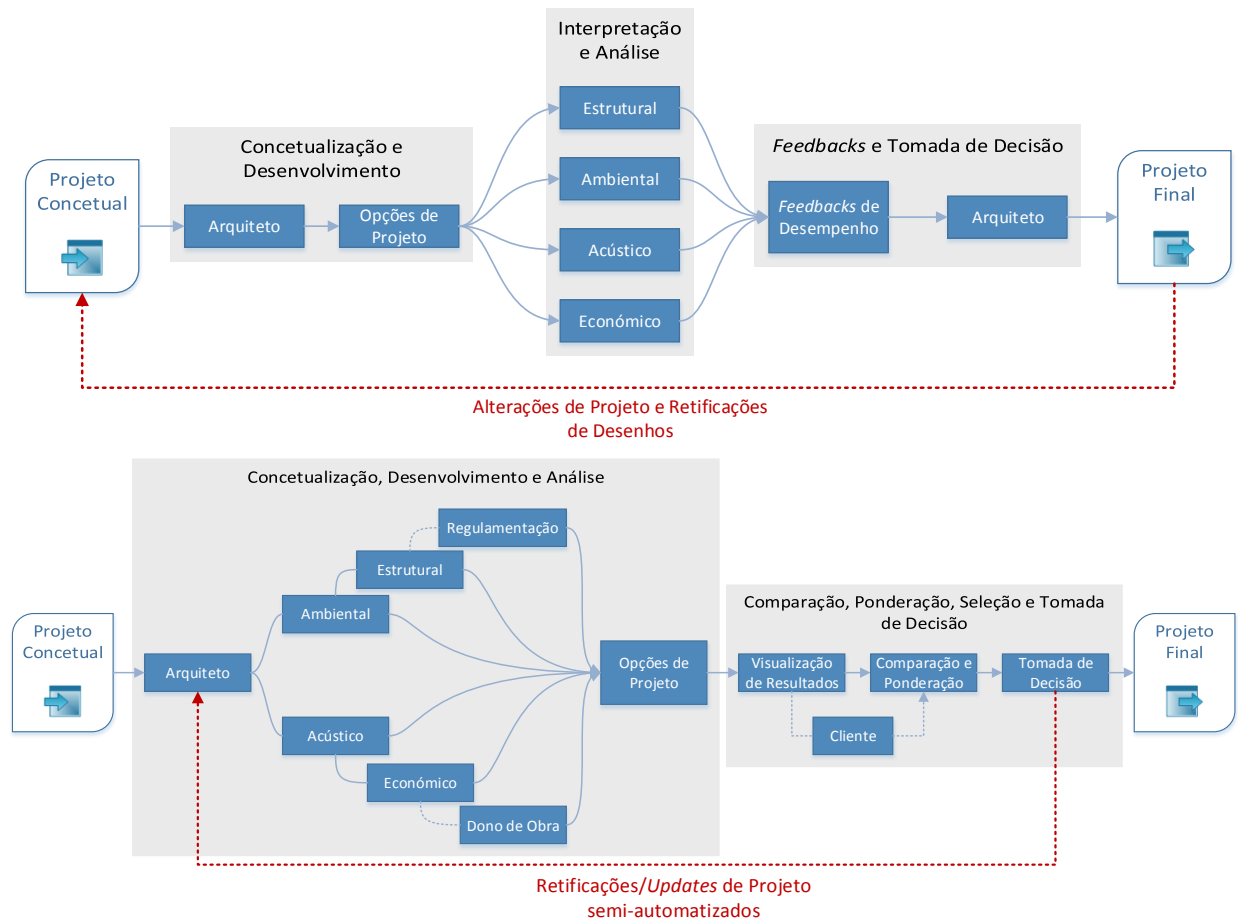 Interpretação
e Análise
Concetualização e
Desenvolvimento
Feedbacks e Tomada de Decisão
Projeto
Concetual
Arquiteto
Opções de
Projeto
Estrutural
Ambiental
Acústico
Económico
Feedbacks de
Desempenho
Arquiteto
Projeto
Final
Alterações de Projeto e Retificações
de Desenhos
Concetualização, Desenvolvimento e Análise
Projeto
Concetual
Arquiteto
Regulamentação
Estrutural
Ambiental
Acústico
Económico
Dono de Obra
Opções de
Projeto
Comparação, Ponderação, Seleção e Tomada
de Decisão
Visualização
de Resultados
Comparação e
Ponderação
Tomada de
Decisão
Cliente
Projeto
Final
Retificações/Updates de Projeto
semi-automatizados